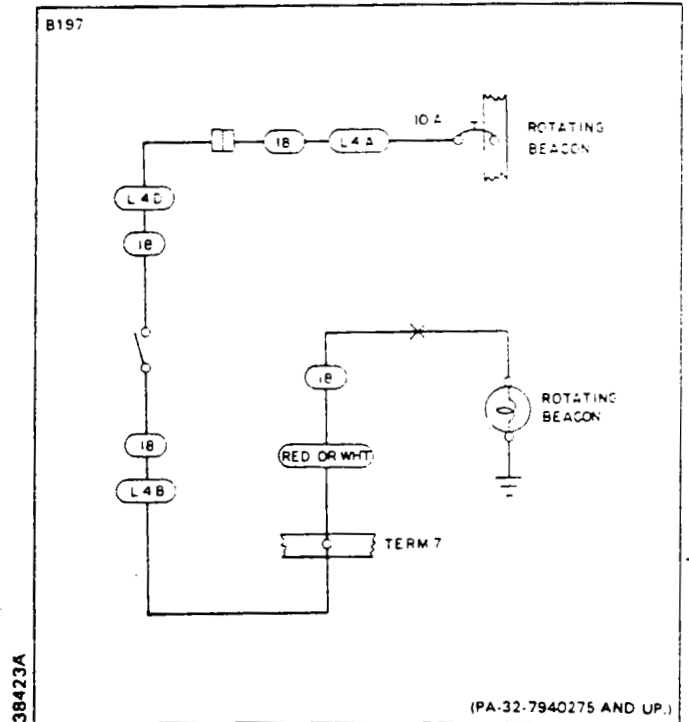 B197
10 A
ROTATING
BEACON
18
L4A
L4D
18
18
RED OR WHT
ROTATING
BEACON
18
L4B
TERM 7
38423A
(PA-32-7940275 AND UP.)